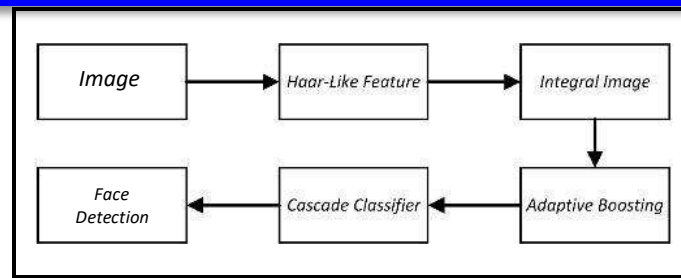 Image
Haar-Like Feature
Integral Image
Face
Detection
Cascade Classifier
Adaptive Boosting